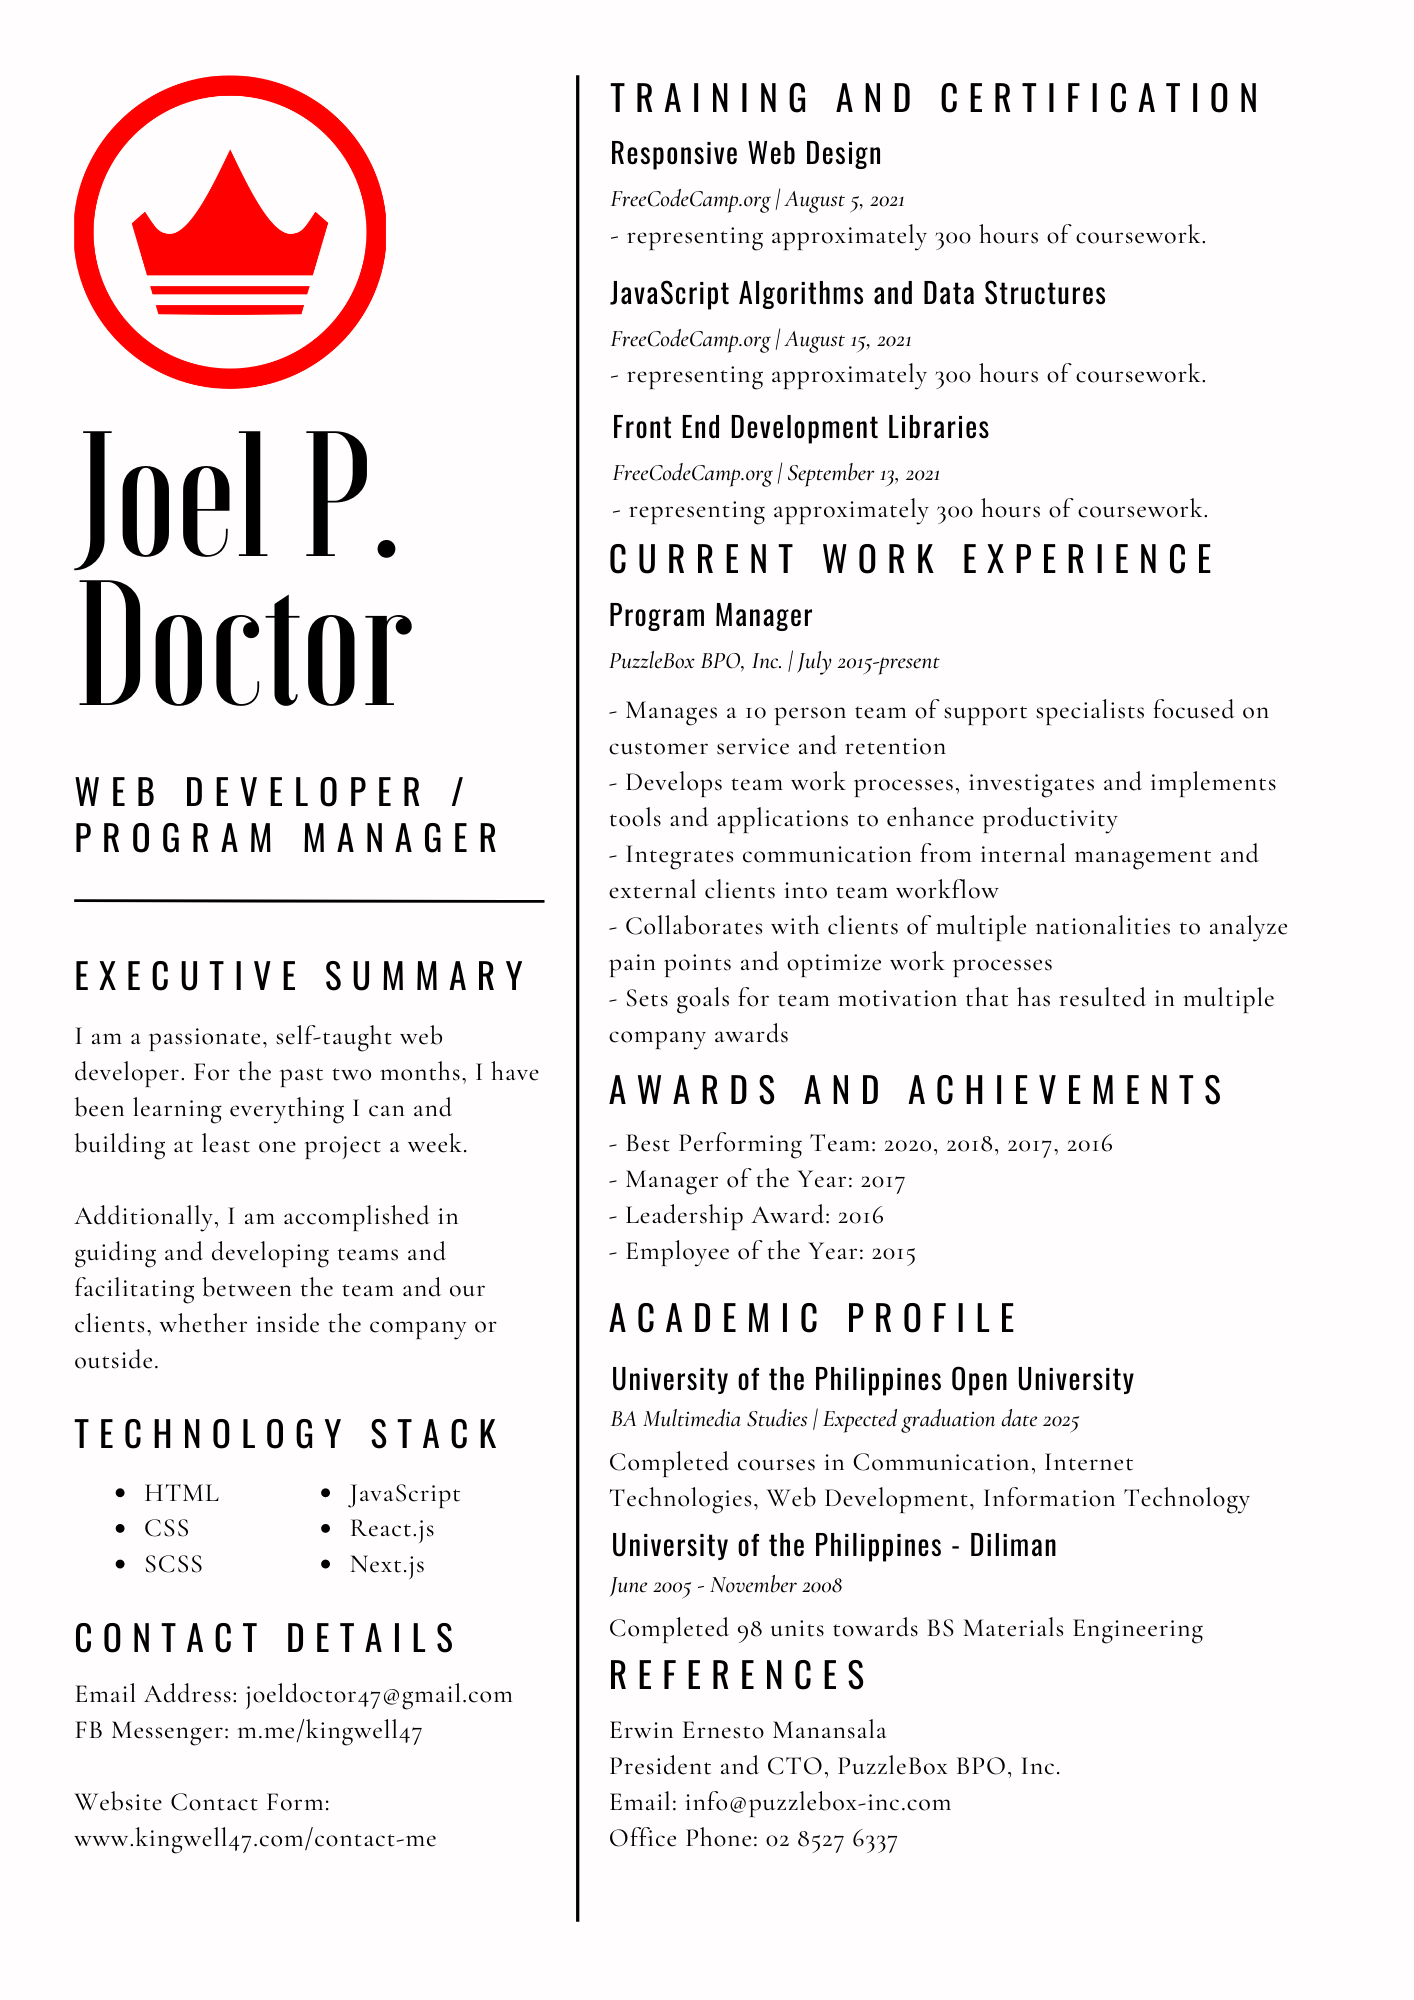 Joel P.
Doctor
WEB DEVELOPER /
PROGRAM MANAGER
EXECUTIVE SUMMARY
I am a passionate, self-taught web
developer. For the past two months, I have
been learning everything I can and
building at least one project a week.
Additionally, I am accomplished in
guiding and developing teams and
facilitating between the team and our
clients, whether inside the company or
outside.
TECHNOLOGY STACK
• HTML
• CSS
• SCSS
• JavaScript
• React.js
• Next.js
CONTACT DETAILS
Email Address: joeldoctor47@gmail.com
FB Messenger: m.me/kingwell47
Website Contact Form:
www.kingwell47.com/contact-me
TRAINING AND CERTIFICATION
Responsive Web Design
FreeCodeCamp.org | August 5, 2021
- representing approximately 300 hours of coursework.
JavaScript Algorithms and Data Structures
FreeCodeCamp.org | August 15, 2021
- representing approximately 300 hours of coursework.
Front End Development Libraries
FreeCodeCamp.org | September 13, 2021
- representing approximately 300 hours of coursework.
CURRENT WORK EXPERIENCE
Program Manager
PuzzleBox BPO, Inc. | July 2015-present
- Manages a 10 person team of support specialists focused on
customer service and retention
- Develops team work processes, investigates and implements
tools and applications to enhance productivity
- Integrates communication from internal management and
external clients into team workflow
- Collaborates with clients of multiple nationalities to analyze
pain points and optimize work processes
- Sets goals for team motivation that has resulted in multiple
company awards
AWARDS AND ACHIEVEMENTS
- Best Performing Team: 2020, 2018, 2017, 2016
- Manager of the Year: 2017
- Leadership Award: 2016
- Employee of the Year: 2015
ACADEMIC PROFILE
University of the Philippines Open University
BA Multimedia Studies | Expected graduation date 2025
Completed courses in Communication, Internet
Technologies, Web Development, Information Technology
University of the Philippines - Diliman
June 2005 - November 2008
Completed 98 units towards BS Materials Engineering
REFERENCES
Erwin Ernesto Manansala
President and CTO, PuzzleBox BPO, Inc.
Email: info@puzzlebox-inc.com
Office Phone: 02 8527 6337